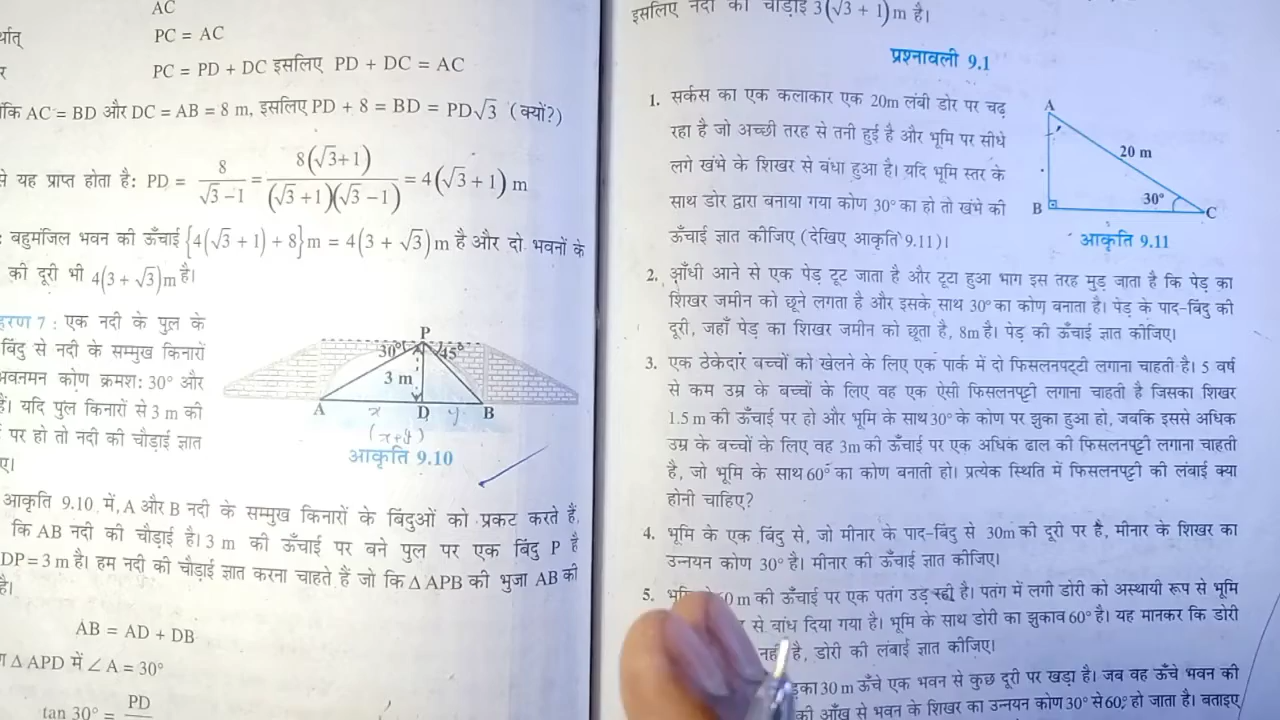 AC
र्थात् PC = AC
र PC = PD + DC इसलिए PD + DC = AC
कि AC = BD और DC = AB = 8 m, इसलिए PD + 8 = BD = PD√3 (क्यों?)
से यह प्राप्त होता है: PD = 8/(√3 −1) = 8(√3+1)/((√3 +1)(√3 −1)) = 4(√3 +1) m
: बहुमंजिल भवन की ऊँचाई {4(√3 + 1) + 8}m = 4(3 + √3)m है और दो भवनों के
की दूरी भी 4(3 + √3)m है।
हरण 7 : एक नदी के पुल के
बिंदु से नदी के सम्मुख किनारों
अवनमन कोण क्रमश: 30° और
हैं। यदि पुल किनारों से 3 m की
पर हो तो नदी की चौड़ाई ज्ञात
ए।
P
30° 45°
3 m
A x D y B
(x+y)
आकृति 9.10
आकृति 9.10 में, A और B नदी के सम्मुख किनारों के बिंदुओं को प्रकट करते हैं,
कि AB नदी की चौड़ाई है। 3 m की ऊँचाई पर बने पुल पर एक बिंदु P है
DP = 3 m है। हम नदी की चौड़ाई ज्ञात करना चाहते हैं जो कि Δ APB की भुजा AB की
है।
AB = AD + DB
Δ APD में ∠ A = 30°
tan 30° = PD
इसलिए नदी की चौड़ाई 3(√3 + 1)m है।
प्रश्नावली 9.1
1. सर्कस का एक कलाकार एक 20m लंबी डोर पर चढ़
रहा है जो अच्छी तरह से तनी हुई है और भूमि पर सीधे
लगे खंभे के शिखर से बंधा हुआ है। यदि भूमि स्तर के
साथ डोर द्वारा बनाया गया कोण 30° का हो तो खंभे की
ऊँचाई ज्ञात कीजिए (देखिए आकृति 9.11)।
A
20 m
B 30° C
आकृति 9.11
2. आँधी आने से एक पेड़ टूट जाता है और टूटा हुआ भाग इस तरह मुड़ जाता है कि पेड़ का
शिखर जमीन को छूने लगता है और इसके साथ 30° का कोण बनाता है। पेड़ के पाद-बिंदु की
दूरी, जहाँ पेड़ का शिखर जमीन को छूता है, 8m है। पेड़ की ऊँचाई ज्ञात कीजिए।
3. एक ठेकेदार बच्चों को खेलने के लिए एक पार्क में दो फिसलनपट्टी लगाना चाहती है। 5 वर्ष
से कम उम्र के बच्चों के लिए वह एक ऐसी फिसलनपट्टी लगाना चाहती है जिसका शिखर
1.5 m की ऊँचाई पर हो और भूमि के साथ 30° के कोण पर झुका हुआ हो, जबकि इससे अधिक
उम्र के बच्चों के लिए वह 3m की ऊँचाई पर एक अधिक ढाल की फिसलनपट्टी लगाना चाहती
है, जो भूमि के साथ 60° का कोण बनाती हो। प्रत्येक स्थिति में फिसलनपट्टी की लंबाई क्या
होनी चाहिए?
4. भूमि के एक बिंदु से, जो मीनार के पाद-बिंदु से 30m की दूरी पर है, मीनार के शिखर का
उन्नयन कोण 30° है। मीनार की ऊँचाई ज्ञात कीजिए।
5. 0 m की ऊँचाई पर एक पतंग उड़ रही है। पतंग में लगी डोरी को अस्थायी रूप से भूमि
से बांध दिया गया है। भूमि के साथ डोरी का झुकाव 60° है। यह मानकर कि डोरी
है, डोरी की लंबाई ज्ञात कीजिए।
30 m ऊँचे एक भवन से कुछ दूरी पर खड़ा है। जब वह ऊँचे भवन की
की आँख से भवन के शिखर का उन्नयन कोण 30° से 60° हो जाता है। बताइए